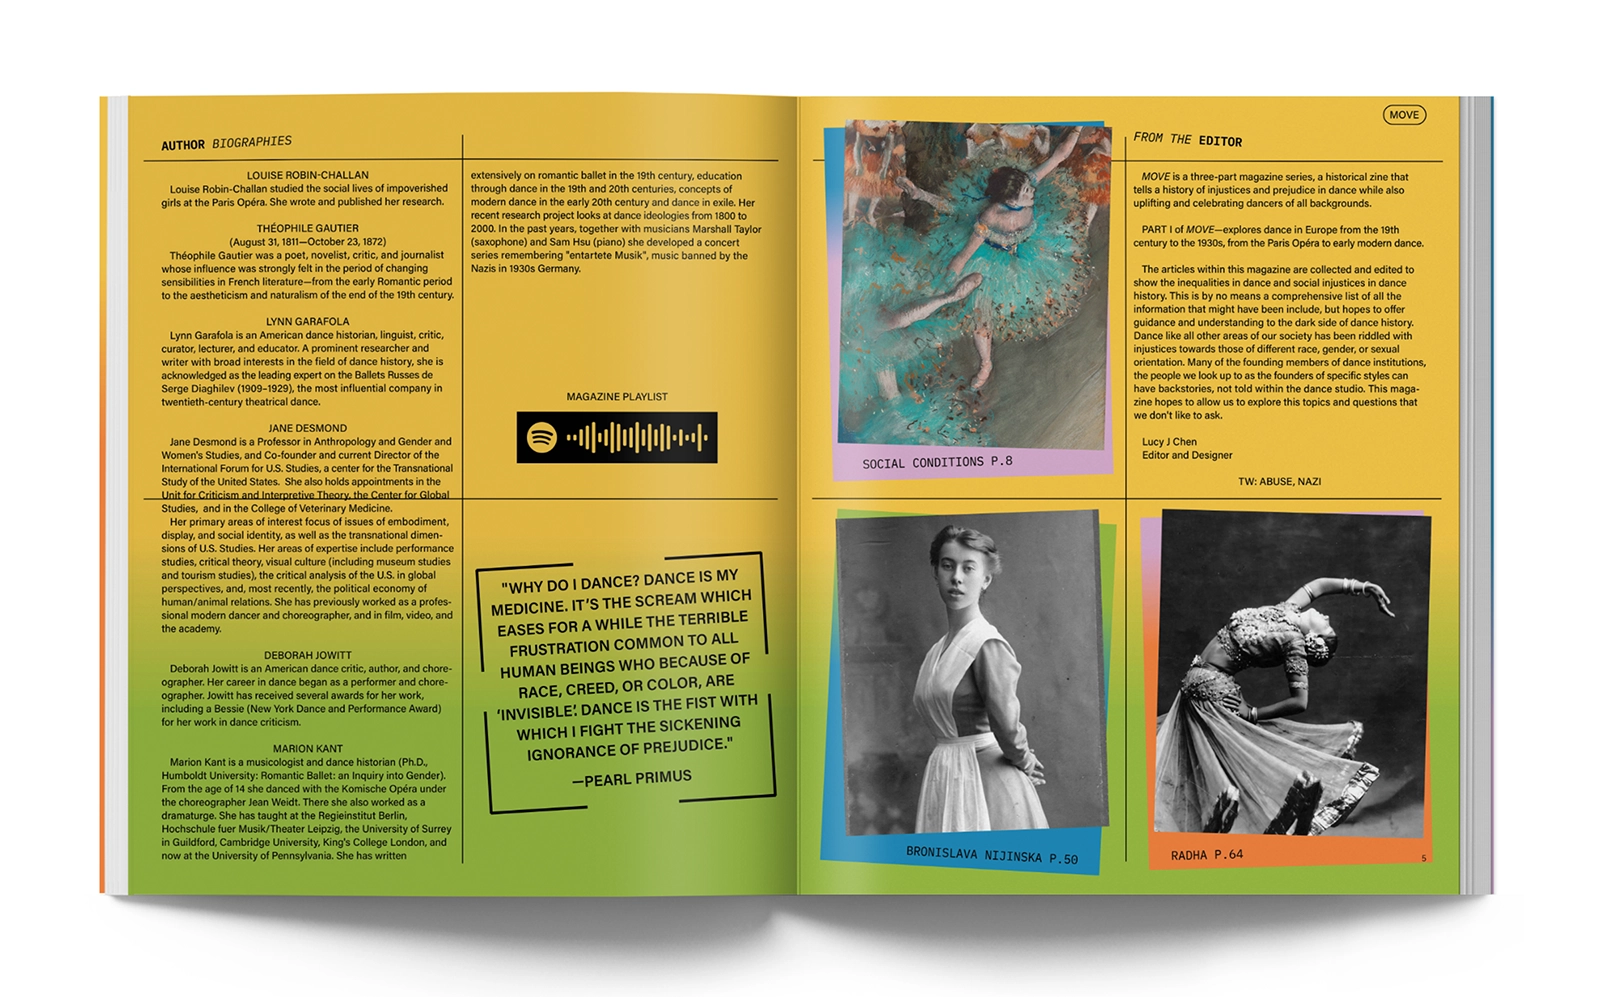 AUTHOR BIOGRAPHIES
LOUISE ROBIN-CHALLAN
Louise Robin-Challan studied the social lives of impoverished
girls at the Paris Opéra. She wrote and published her research.
THÉOPHILE GAUTIER
(August 31, 1811—October 23, 1872)
Théophile Gautier was a poet, novelist, critic, and journalist
whose influence was strongly felt in the period of changing
sensibilities in French literature—from the early Romantic period
to the aestheticism and naturalism of the end of the 19th century.
LYNN GARAFOLA
Lynn Garafola is an American dance historian, linguist, critic,
curator, lecturer, and educator. A prominent researcher and
writer with broad interests in the field of dance history, she is
acknowledged as the leading expert on the Ballets Russes de
Serge Diaghilev (1909–1929), the most influential company in
twentieth-century theatrical dance.
JANE DESMOND
Jane Desmond is a Professor in Anthropology and Gender and
Women's Studies, and Co-founder and current Director of the
International Forum for U.S. Studies, a center for the Transnational
Study of the United States. She also holds appointments in the
Unit for Criticism and Interpretive Theory, the Center for Global
Studies, and in the College of Veterinary Medicine.
Her primary areas of interest focus of issues of embodiment,
display, and social identity, as well as the transnational dimen-
sions of U.S. Studies. Her areas of expertise include performance
studies, critical theory, visual culture (including museum studies
and tourism studies), the critical analysis of the U.S. in global
perspectives, and, most recently, the political economy of
human/animal relations. She has previously worked as a profes-
sional modern dancer and choreographer, and in film, video, and
the academy.
DEBORAH JOWITT
Deborah Jowitt is an American dance critic, author, and chore-
ographer. Her career in dance began as a performer and chore-
ographer. Jowitt has received several awards for her work,
including a Bessie (New York Dance and Performance Award)
for her work in dance criticism.
MARION KANT
Marion Kant is a musicologist and dance historian (Ph.D.,
Humboldt University: Romantic Ballet: an Inquiry into Gender).
From the age of 14 she danced with the Komische Opéra under
the choreographer Jean Weidt. There she also worked as a
dramaturge. She has taught at the Regieinstitut Berlin,
Hochschule fuer Musik/Theater Leipzig, the University of Surrey
in Guildford, Cambridge University, King's College London, and
now at the University of Pennsylvania. She has written
extensively on romantic ballet in the 19th century, education
through dance in the 19th and 20th centuries, concepts of
modern dance in the early 20th century and dance in exile. Her
recent research project looks at dance ideologies from 1800 to
2000. In the past years, together with musicians Marshall Taylor
(saxophone) and Sam Hsu (piano) she developed a concert
series remembering "entartete Musik", music banned by the
Nazis in 1930s Germany.
MAGAZINE PLAYLIST
"WHY DO I DANCE? DANCE IS MY
MEDICINE. IT'S THE SCREAM WHICH
EASES FOR A WHILE THE TERRIBLE
FRUSTRATION COMMON TO ALL
HUMAN BEINGS WHO BECAUSE OF
RACE, CREED, OR COLOR, ARE
'INVISIBLE'. DANCE IS THE FIST WITH
WHICH I FIGHT THE SICKENING
IGNORANCE OF PREJUDICE."
—PEARL PRIMUS
SOCIAL CONDITIONS P.8
BRONISLAVA NIJINSKA P.50
MOVE
FROM THE EDITOR
MOVE is a three-part magazine series, a historical zine that
tells a history of injustices and prejudice in dance while also
uplifting and celebrating dancers of all backgrounds.
PART I of MOVE—explores dance in Europe from the 19th
century to the 1930s, from the Paris Opéra to early modern dance.
The articles within this magazine are collected and edited to
show the inequalities in dance and social injustices in dance
history. This is by no means a comprehensive list of all the
information that might have been include, but hopes to offer
guidance and understanding to the dark side of dance history.
Dance like all other areas of our society has been riddled with
injustices towards those of different race, gender, or sexual
orientation. Many of the founding members of dance institutions,
the people we look up to as the founders of specific styles can
have backstories, not told within the dance studio. This maga-
zine hopes to allow us to explore this topics and questions that
we don't like to ask.
Lucy J Chen
Editor and Designer
TW: ABUSE, NAZI
RADHA P.64
5